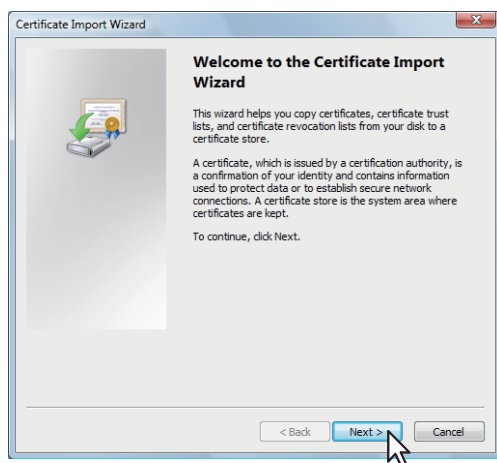 Certificate Import Wizard
Welcome to the Certificate Import
Wizard
This wizard helps you copy certificates, certificate trust
lists, and certificate revocation lists from your disk to a
certificate store.
A certificate, which is issued by a certification authority, is
a confirmation of your identity and contains information
used to protect data or to establish secure network
connections. A certificate store is the system area where
certificates are kept.
To continue, click Next.
< Back Next > Cancel